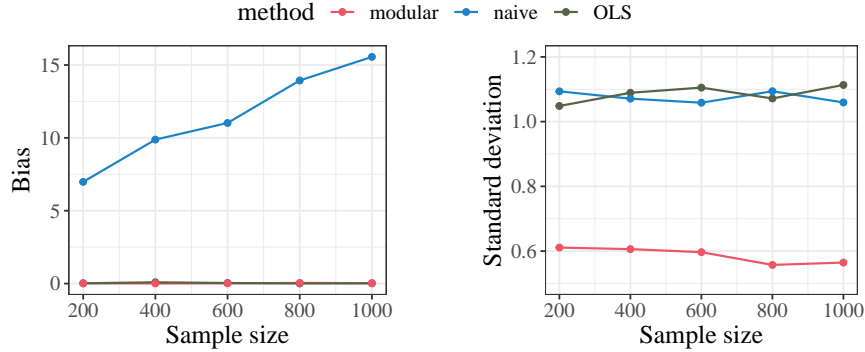 method modular naive OLS
Bias
15
10
5
0
200 400 600 800 1000
Sample size
Standard deviation
1.2
1.0
0.8
0.6
200 400 600 800 1000
Sample size